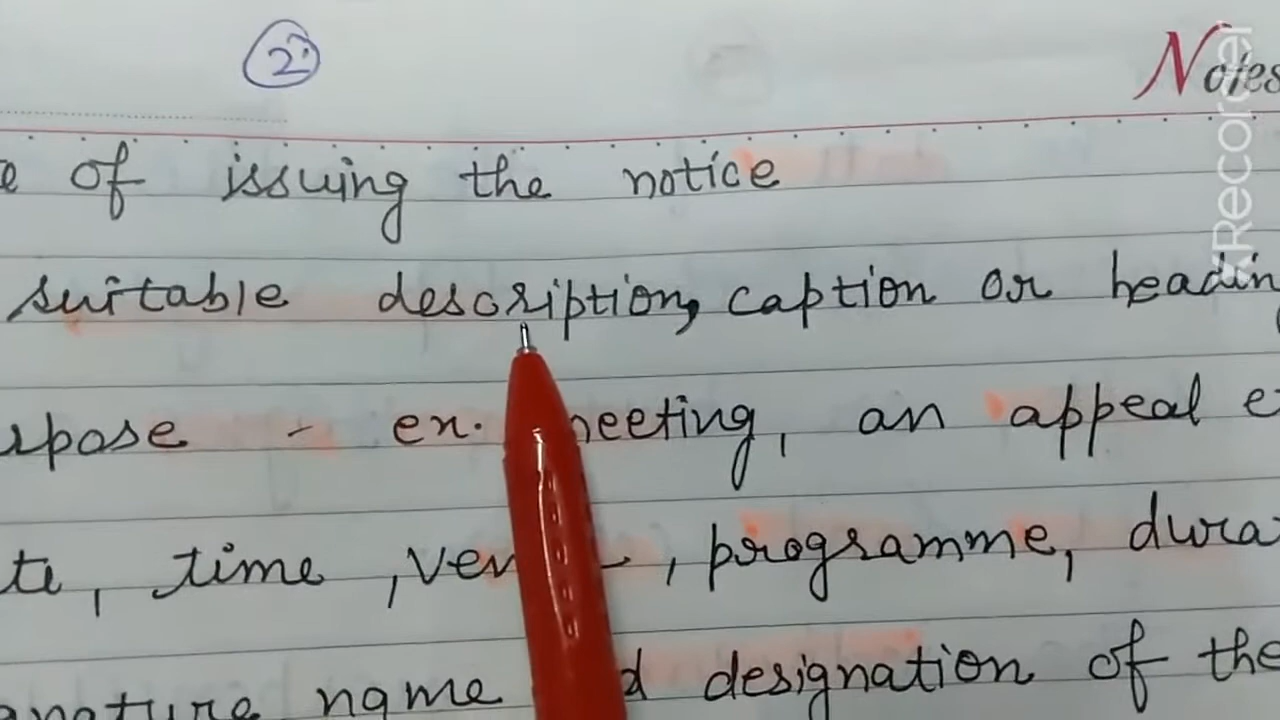 2
Notes
XRecorder
e of issuing the notice
suitable description, caption or headin
rpose - ex. meeting, an appeal e
te, time, ven, programme, dura
nature name d designation of the